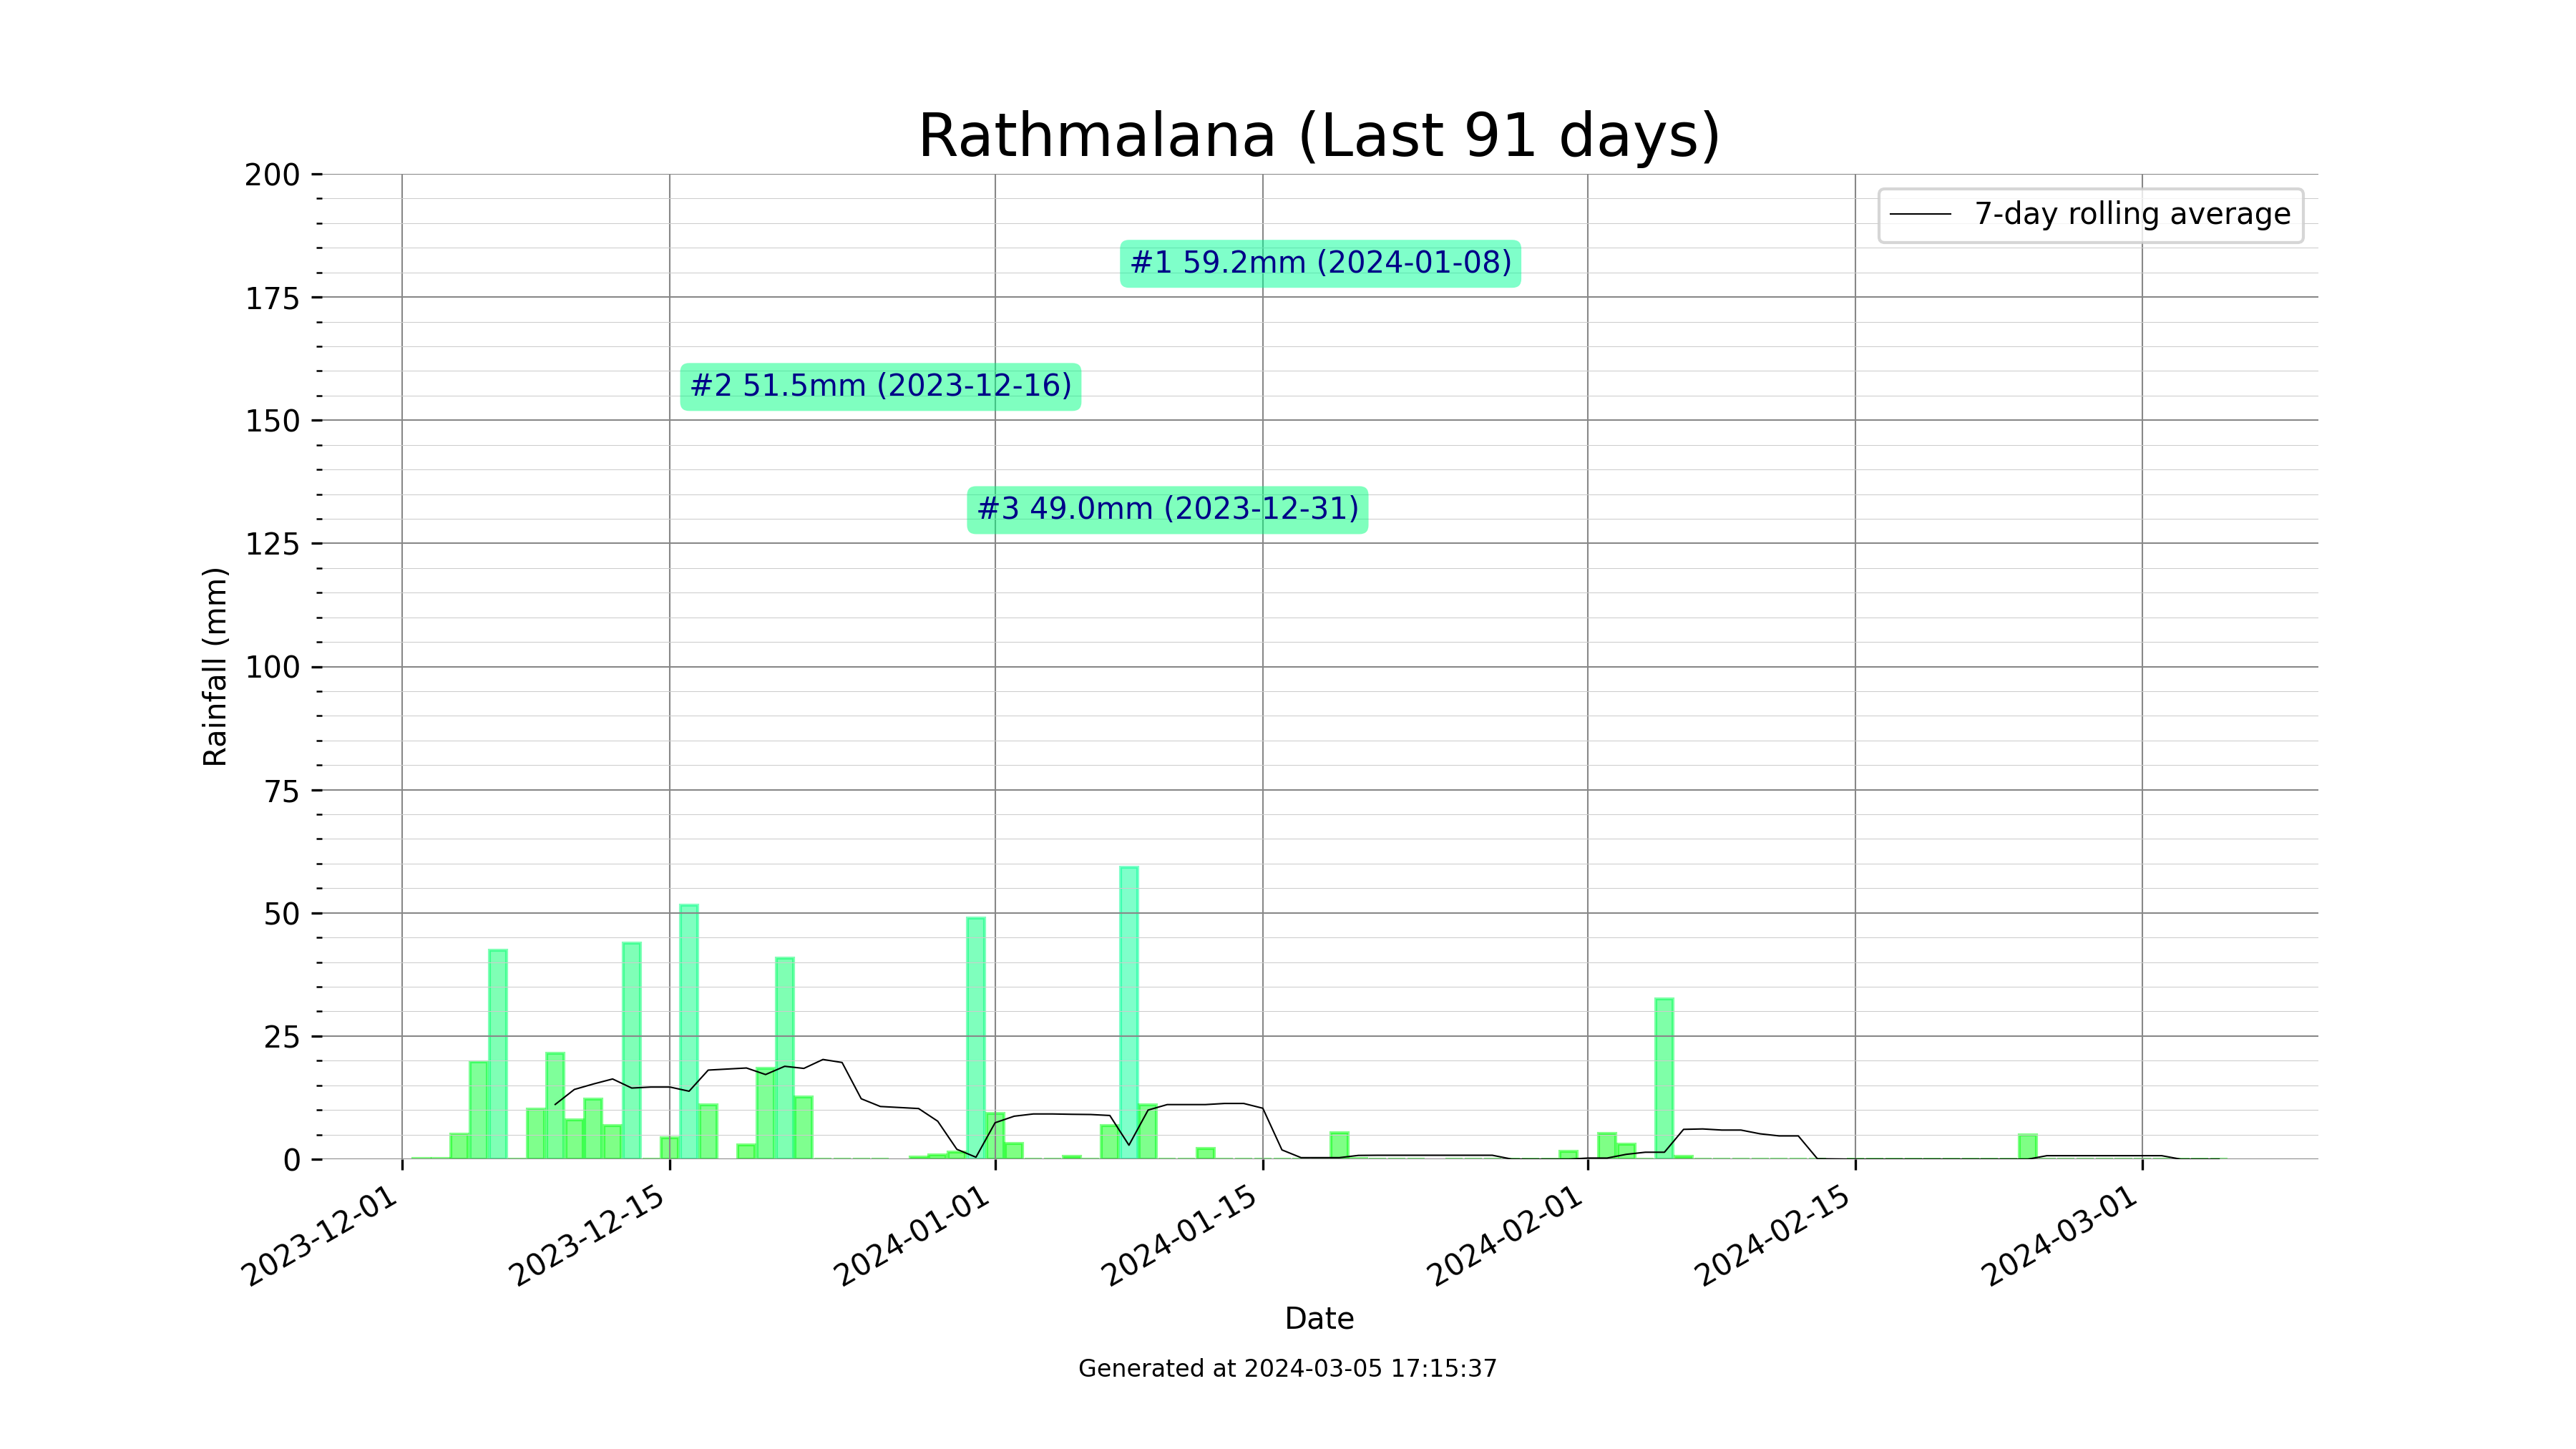 Rathmalana (Last 91 days)
200
7-day rolling average
#1 59.2mm (2024-01-08)
175
#2 51.5mm (2023-12-16)
150
#3 49.0mm (2023-12-31)
125
Rainfall (mm)
100
75
50
25
0
2023-12-01
2023-12-15
2024-01-01
2024-01-15
2024-02-01
2024-02-15
2024-03-01
Date
Generated at 2024-03-05 17:15:37